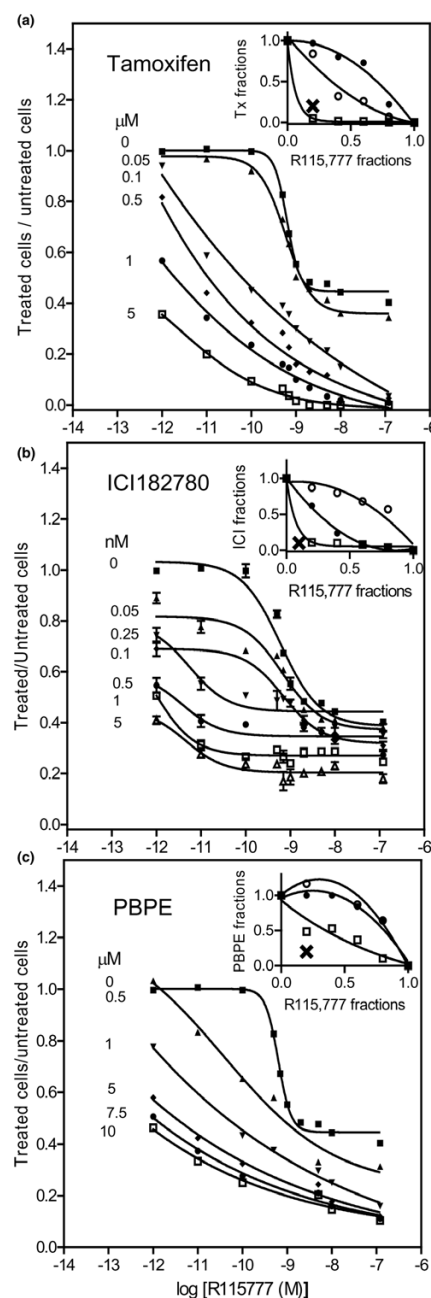 (a)
Tamoxifen
μM
0
0.05
0.1
0.5
1
5
Treated cells / untreated cells
1.4
1.2
1.0
0.8
0.6
0.4
0.2
0.0
-14 -13 -12 -11 -10 -9 -8 -7 -6
Tx fractions
1.0
0.5
0.0
0.0 0.5 1.0
R115,777 fractions
(b)
ICI182780
nM
0
0.05
0.25
0.1
0.5
1
5
Treated/Untreated cells
1.4
1.2
1.0
0.8
0.6
0.4
0.2
0.0
-14 -13 -12 -11 -10 -9 -8 -7 -6
ICI fractions
1.0
0.5
0.0
0.0 0.5 1.0
R115,777 fractions
(c)
PBPE
μM
0
0.5
1
5
7.5
10
Treated cells/untreated cells
1.4
1.2
1.0
0.8
0.6
0.4
0.2
0.0
-14 -13 -12 -11 -10 -9 -8 -7 -6
PBPE fractions
1.5
1.0
0.5
0.0
0.0 0.5 1.0
R115,777 fractions
log [R115777 (M)]